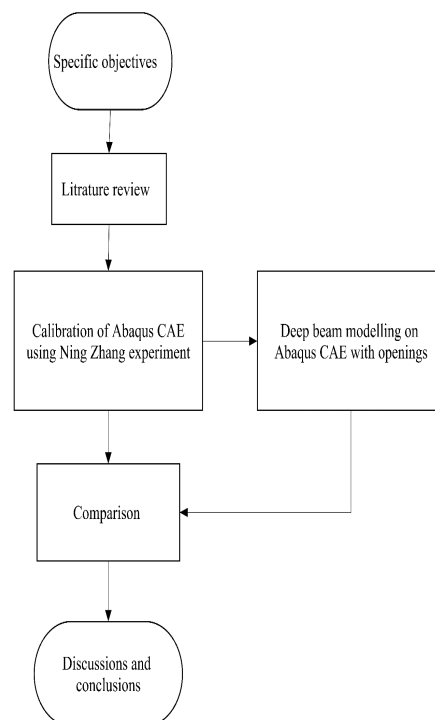 Specific objectives
Litrature review
Calibration of Abaqus CAE
using Ning Zhang experiment
Deep beam modelling on
Abaqus CAE with openings
Comparison
Discussions and
conclusions